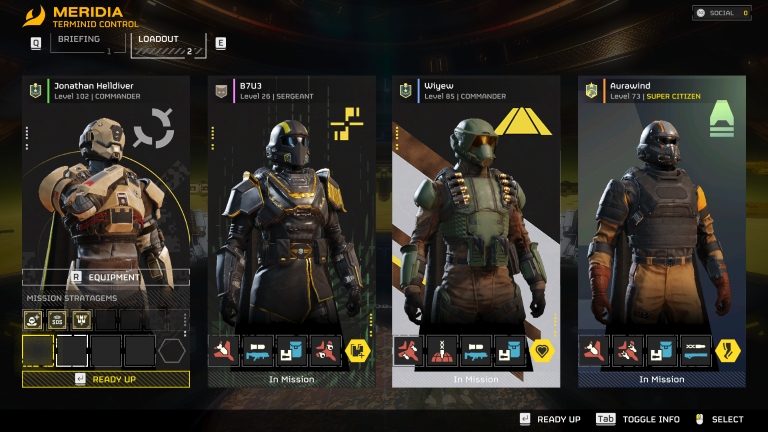 MERIDIA
TERMINID CONTROL
SOCIAL 0
Q BRIEFING 1 LOADOUT 2 E
Jonathan Helldiver
Level 102 | COMMANDER
B7U3
Level 26 | SERGEANT
Wiyew
Level 85 | COMMANDER
Aurawind
Level 73 | SUPER CITIZEN
R EQUIPMENT
MISSION STRATAGEMS
SOS
READY UP
In Mission
In Mission
In Mission
READY UP Tab TOGGLE INFO SELECT